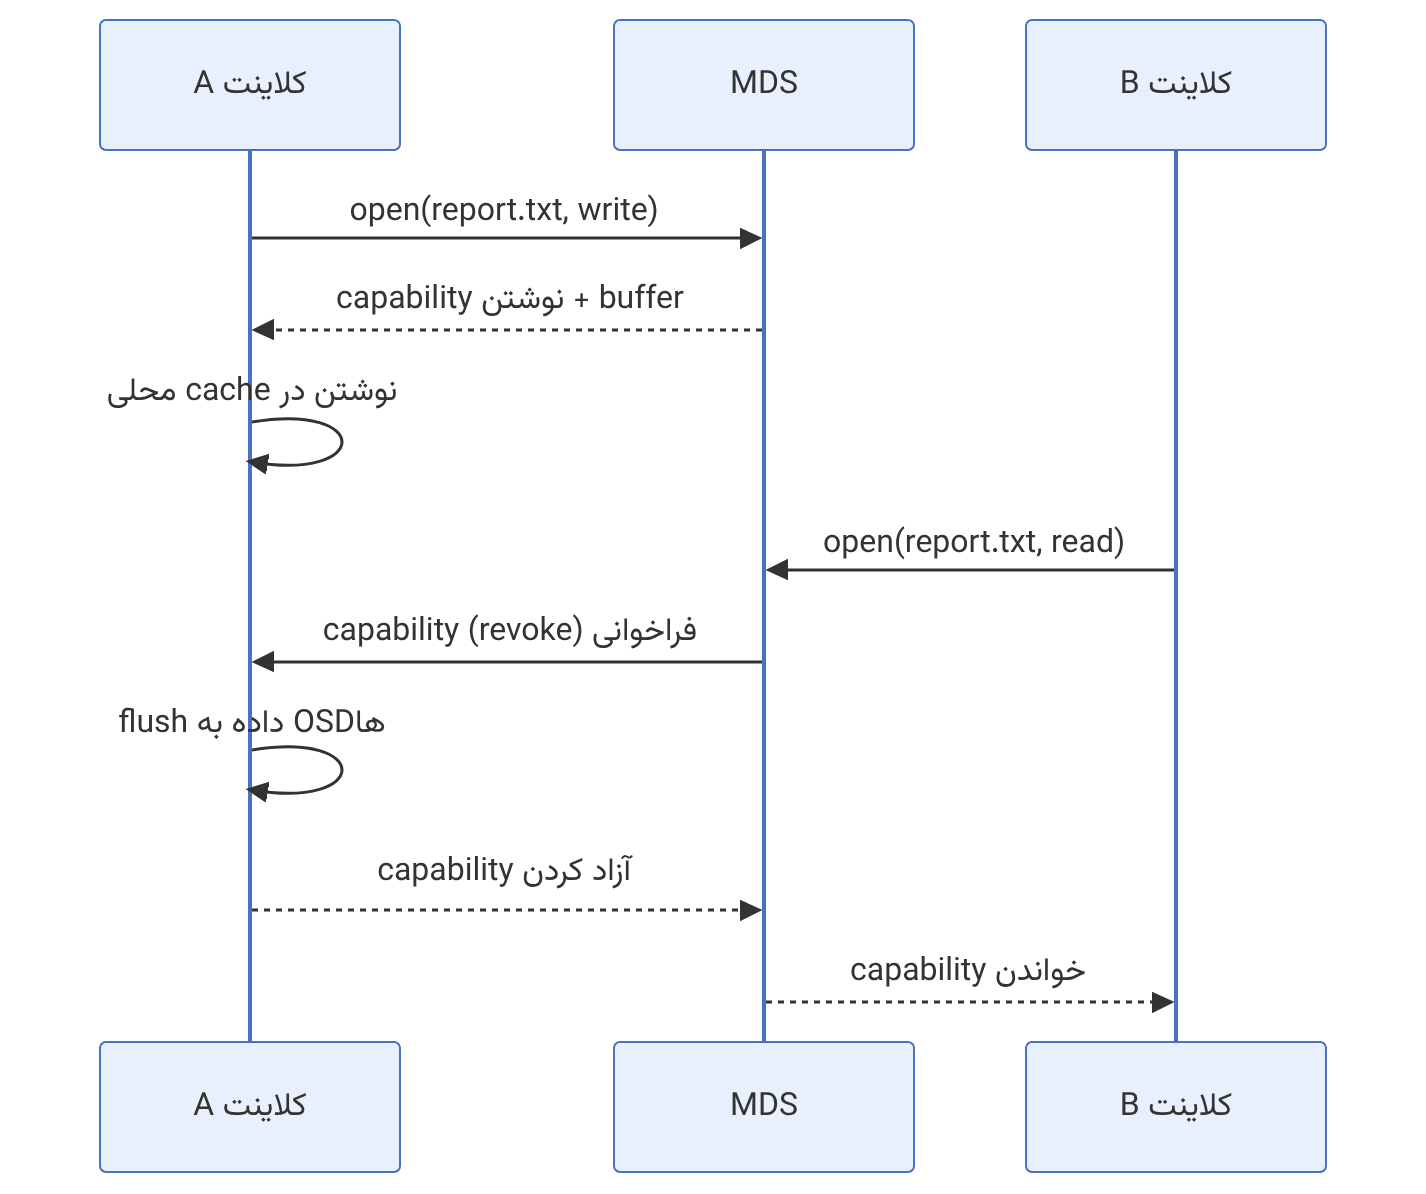 کلاینت A
MDS
کلاینت B
open(report.txt, write)
capability نوشتن + buffer
نوشتن در cache محلی
open(report.txt, read)
فراخوانی capability (revoke)
flush داده به OSDها
آزاد کردن capability
capability خواندن
کلاینت A
MDS
کلاینت B